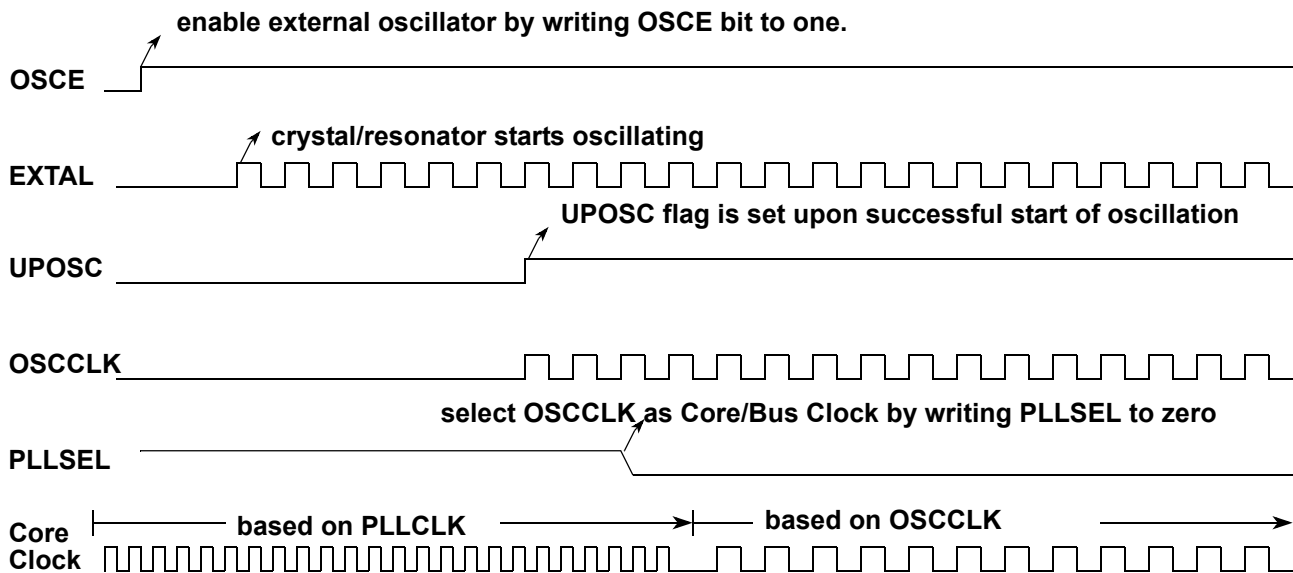 enable external oscillator by writing OSCE bit to one.
OSCE
crystal/resonator starts oscillating
EXTAL
UPOSC flag is set upon successful start of oscillation
UPOSC
OSCCLK
select OSCCLK as Core/Bus Clock by writing PLLSEL to zero
PLLSEL
based on PLLCLK
based on OSCCLK
Core
Clock